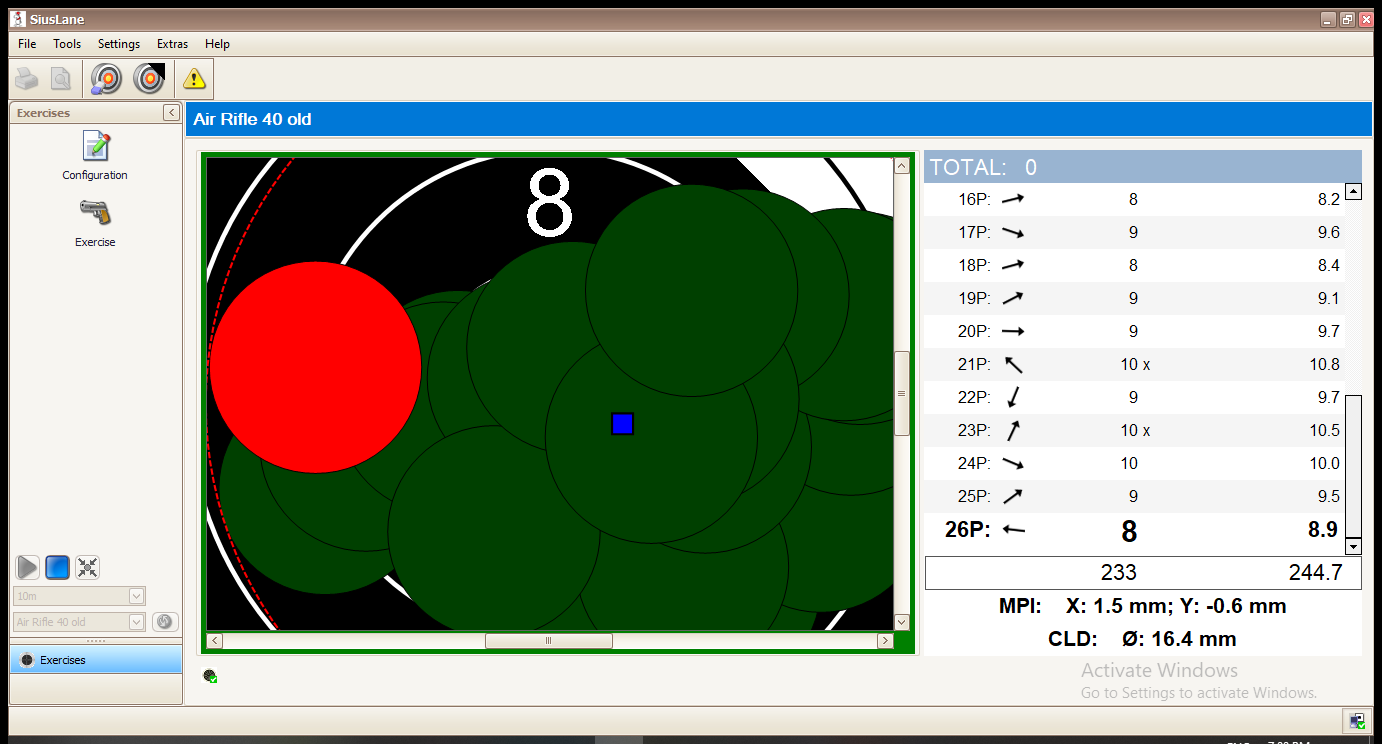 SiusLane
File Tools Settings Extras Help
Exercises
Configuration
Exercise
10m
Air Rifle 40 old
Exercises
Air Rifle 40 old
8
TOTAL: 0
16P: 8 8.2
17P: 9 9.6
18P: 8 8.4
19P: 9 9.1
20P: 9 9.7
21P: 10 x 10.8
22P: 9 9.7
23P: 10 x 10.5
24P: 10 10.0
25P: 9 9.5
26P: 8 8.9
233 244.7
MPI: X: 1.5 mm; Y: -0.6 mm
CLD: Ø: 16.4 mm
Activate Windows
Go to Settings to activate Windows.